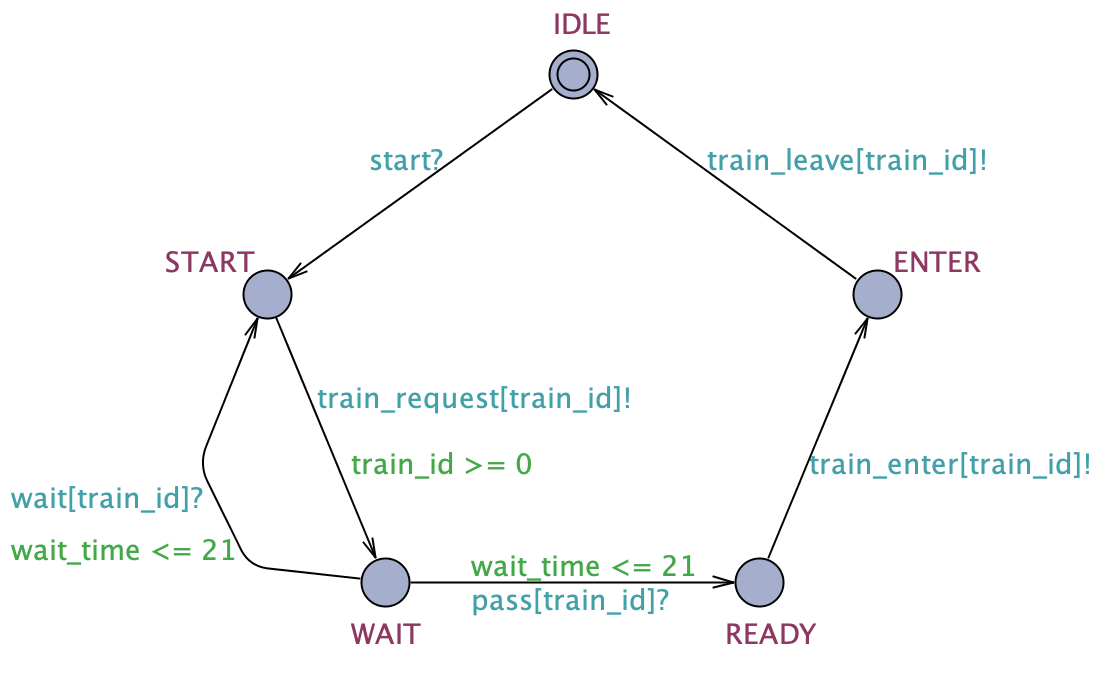 IDLE
start?
train_leave[train_id]!
START
ENTER
train_request[train_id]!
train_id >= 0
train_enter[train_id]!
wait[train_id]?
wait_time <= 21
wait_time <= 21
pass[train_id]?
WAIT
READY